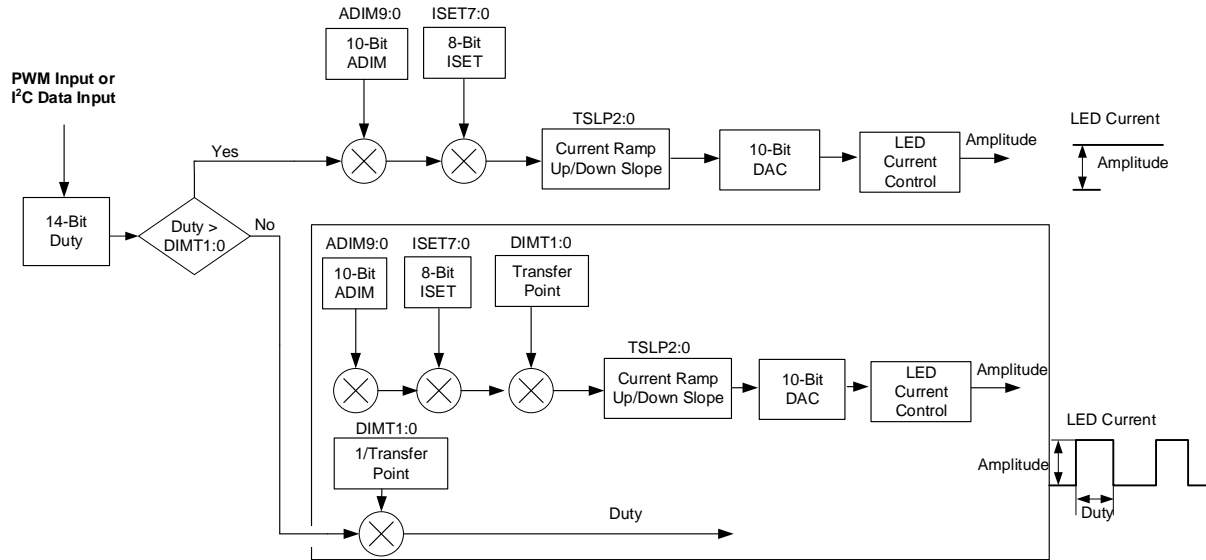 ADIM9:0
ISET7:0
10-Bit
ADIM
8-Bit
ISET
PWM Input or
I²C Data Input
TSLP2:0
Yes
Current Ramp
Up/Down Slope
10-Bit
DAC
LED
Current
Control
Amplitude
LED Current
Amplitude
14-Bit
Duty
Duty >
DIMT1:0
No
ADIM9:0
ISET7:0
DIMT1:0
10-Bit
ADIM
8-Bit
ISET
Transfer
Point
TSLP2:0
Current Ramp
Up/Down Slope
10-Bit
DAC
LED
Current
Control
Amplitude
DIMT1:0
1/Transfer
Point
Duty
LED Current
Amplitude
Duty